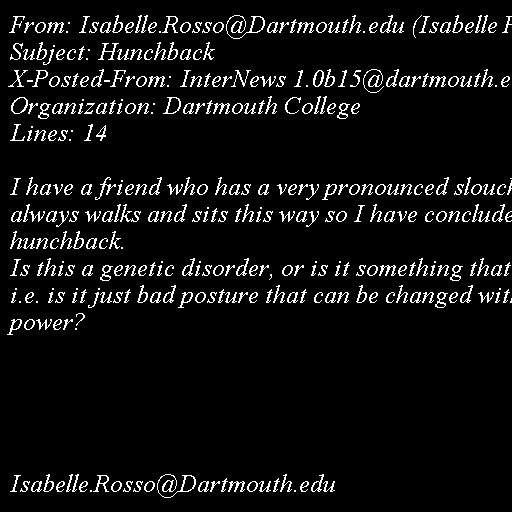 From: Isabelle.Rosso@Dartmouth.edu (Isabelle
Subject: Hunchback
X-Posted-From: InterNews 1.0b15@dartmouth.e
Organization: Dartmouth College
Lines: 14
I have a friend who has a very pronounced slouch
always walks and sits this way so I have conclude
hunchback.
Is this a genetic disorder, or is it something that
i.e. is it just bad posture that can be changed with
power?
Isabelle.Rosso@Dartmouth.edu